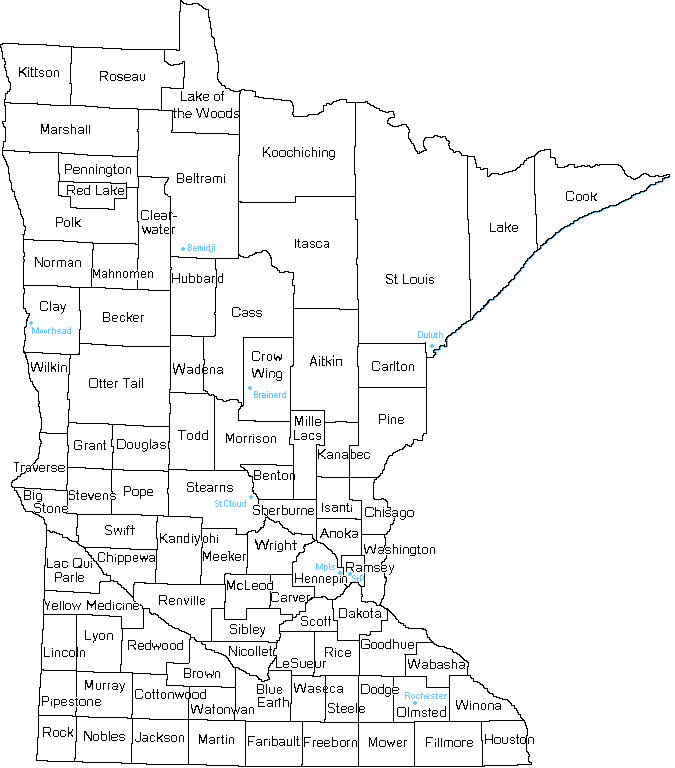 Kittson
Roseau
Lake of
the Woods
Marshall
Koochiching
Pennington
Red Lake
Beltrami
Cook
Polk
Clear-
water
Lake
Itasca
Bemidji
Norman
Mahnomen
Hubbard
St Louis
Clay
Moorhead
Becker
Cass
Duluth
Wilkin
Otter Tail
Wadena
Crow
Wing
Brainerd
Aitkin
Carlton
Pine
Mille
Lacs
Grant
Douglas
Todd
Morrison
Kanabec
Traverse
Big
Stone
Stevens
Pope
Stearns
St Cloud
Benton
Sherburne
Isanti
Chisago
Swift
Kandiyohi
Meeker
Wright
Anoka
Washington
Lac Qui
Parle
Chippewa
Mpls
Hennepin
Ramsey
StP
McLeod
Carver
Yellow Medicine
Renville
Scott
Dakota
Sibley
Lyon
Redwood
Nicollet
LeSueur
Rice
Goodhue
Wabasha
Lincoln
Brown
Murray
Cottonwood
Blue
Earth
Waseca
Dodge
Rochester
Pipestone
Watonwan
Steele
Olmsted
Winona
Rock
Nobles
Jackson
Martin
Faribault
Freeborn
Mower
Fillmore
Houston